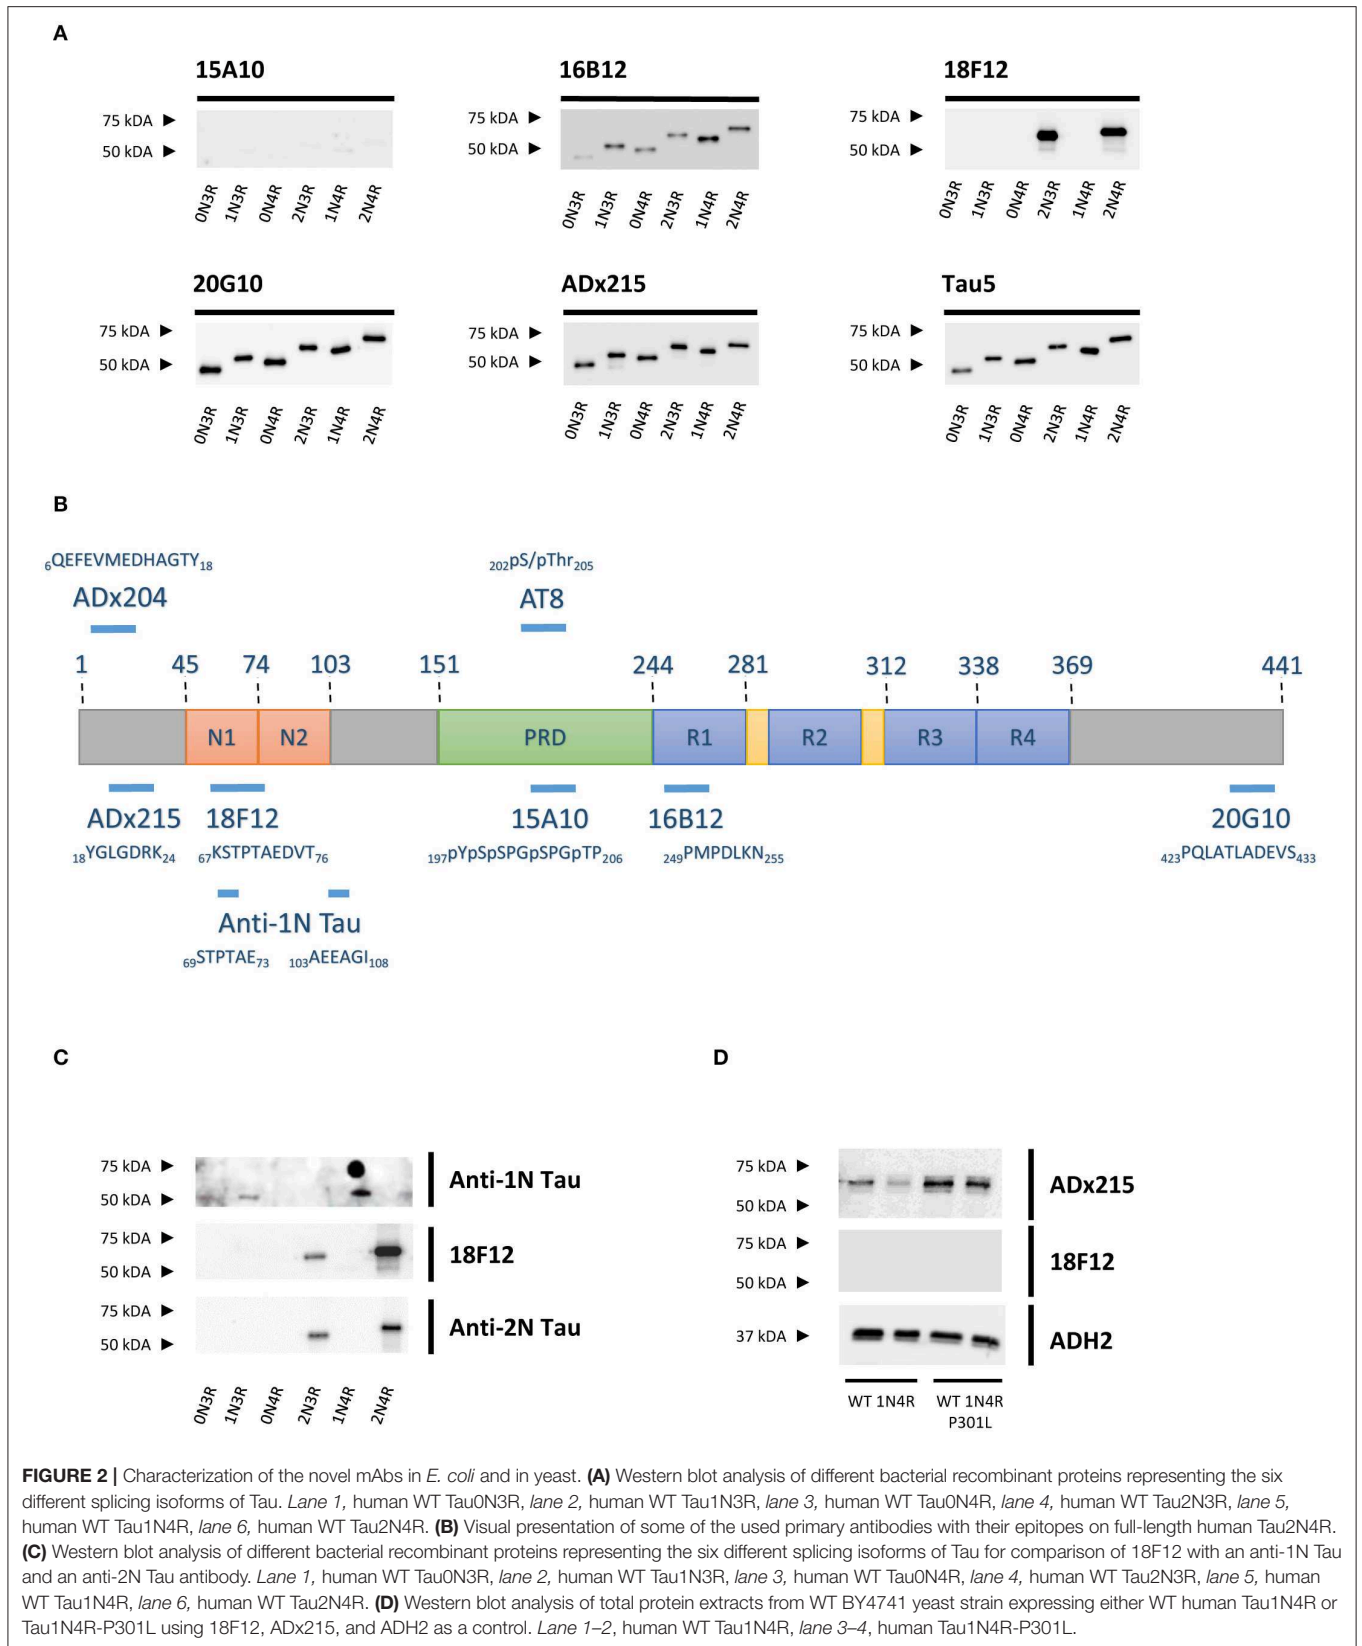 A
15A10
16B12
18F12
75 kDA ►
50 kDA ►
0N3R 1N3R 0N4R 2N3R 1N4R 2N4R
75 kDA ►
50 kDA ►
0N3R 1N3R 0N4R 2N3R 1N4R 2N4R
75 kDA ►
50 kDA ►
0N3R 1N3R 0N4R 2N3R 1N4R 2N4R
20G10
ADx215
Tau5
75 kDA ►
50 kDA ►
0N3R 1N3R 0N4R 2N3R 1N4R 2N4R
75 kDA ►
50 kDA ►
0N3R 1N3R 0N4R 2N3R 1N4R 2N4R
75 kDA ►
50 kDA ►
0N3R 1N3R 0N4R 2N3R 1N4R 2N4R
B
6QEFEVMEDHAGTY18
202pS/pThr205
ADx204
AT8
1 45 74 103 151 244 281 312 338 369 441
N1 N2 PRD R1 R2 R3 R4
ADx215 18F12 15A10 16B12 20G10
18YGLGDRK24 67KSTPTAEDVT76 197pYpSpSPGpSPGpTP206 249PMPDLKN255 423PQLATLADEVS433
Anti-1N Tau
69STPTAE73 103AEEAGI108
C
75 kDA ►
50 kDA ►
Anti-1N Tau
75 kDA ►
50 kDA ►
18F12
75 kDA ►
50 kDA ►
Anti-2N Tau
0N3R 1N3R 0N4R 2N3R 1N4R 2N4R
D
75 kDA ►
50 kDA ►
ADx215
75 kDA ►
50 kDA ►
18F12
37 kDA ►
ADH2
WT 1N4R
WT 1N4R
P301L
FIGURE 2 | Characterization of the novel mAbs in E. coli and in yeast. (A) Western blot analysis of different bacterial recombinant proteins representing the six
different splicing isoforms of Tau. Lane 1, human WT Tau0N3R, lane 2, human WT Tau1N3R, lane 3, human WT Tau0N4R, lane 4, human WT Tau2N3R, lane 5,
human WT Tau1N4R, lane 6, human WT Tau2N4R. (B) Visual presentation of some of the used primary antibodies with their epitopes on full-length human Tau2N4R.
(C) Western blot analysis of different bacterial recombinant proteins representing the six different splicing isoforms of Tau for comparison of 18F12 with an anti-1N Tau
and an anti-2N Tau antibody. Lane 1, human WT Tau0N3R, lane 2, human WT Tau1N3R, lane 3, human WT Tau0N4R, lane 4, human WT Tau2N3R, lane 5, human
WT Tau1N4R, lane 6, human WT Tau2N4R. (D) Western blot analysis of total protein extracts from WT BY4741 yeast strain expressing either WT human Tau1N4R or
Tau1N4R-P301L using 18F12, ADx215, and ADH2 as a control. Lane 1–2, human WT Tau1N4R, lane 3–4, human Tau1N4R-P301L.